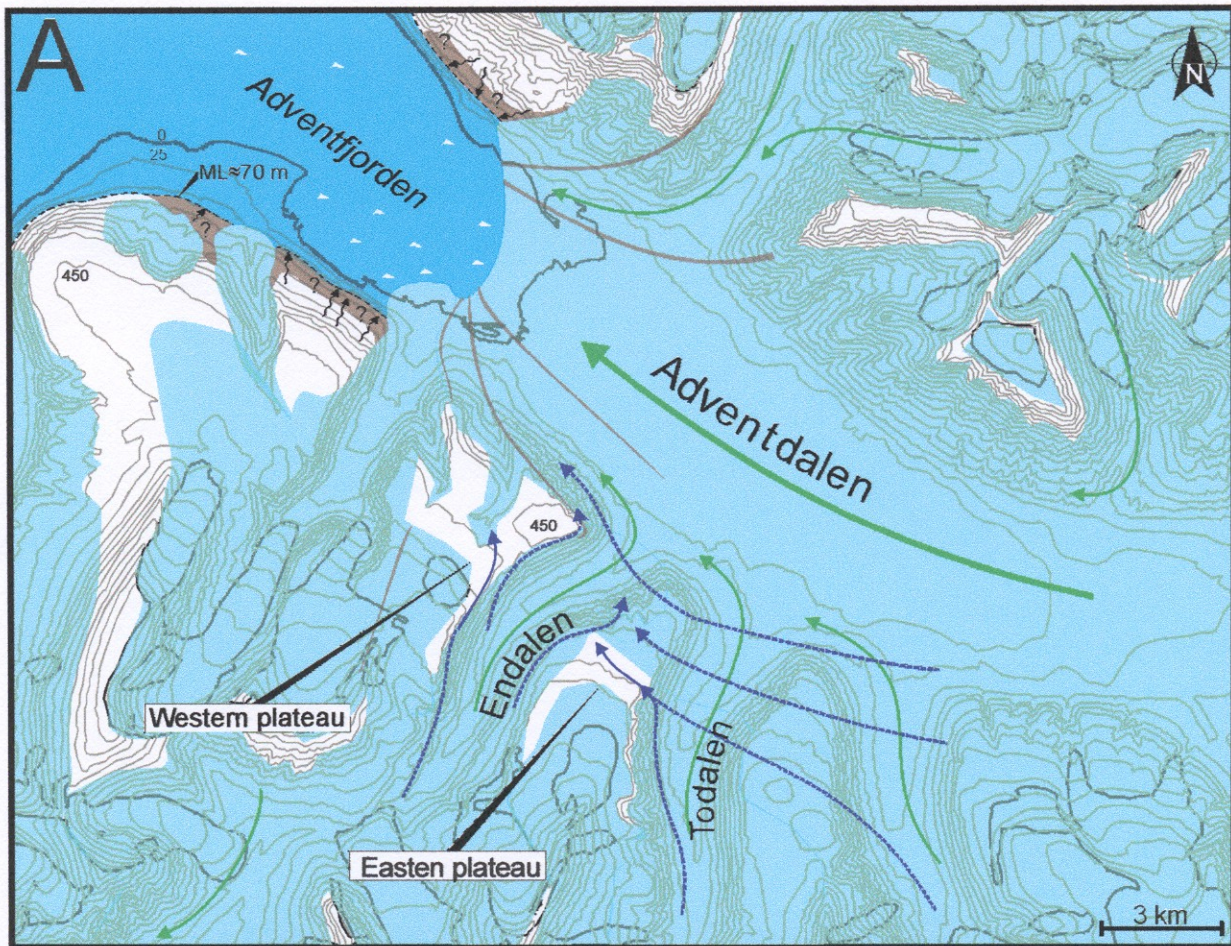 A
N
Adventfjorden
0
25
ML≈70 m
450
Adventdalen
450
Endalen
Western plateau
Todalen
Easten plateau
3 km
?
?
?
?
?
?
?